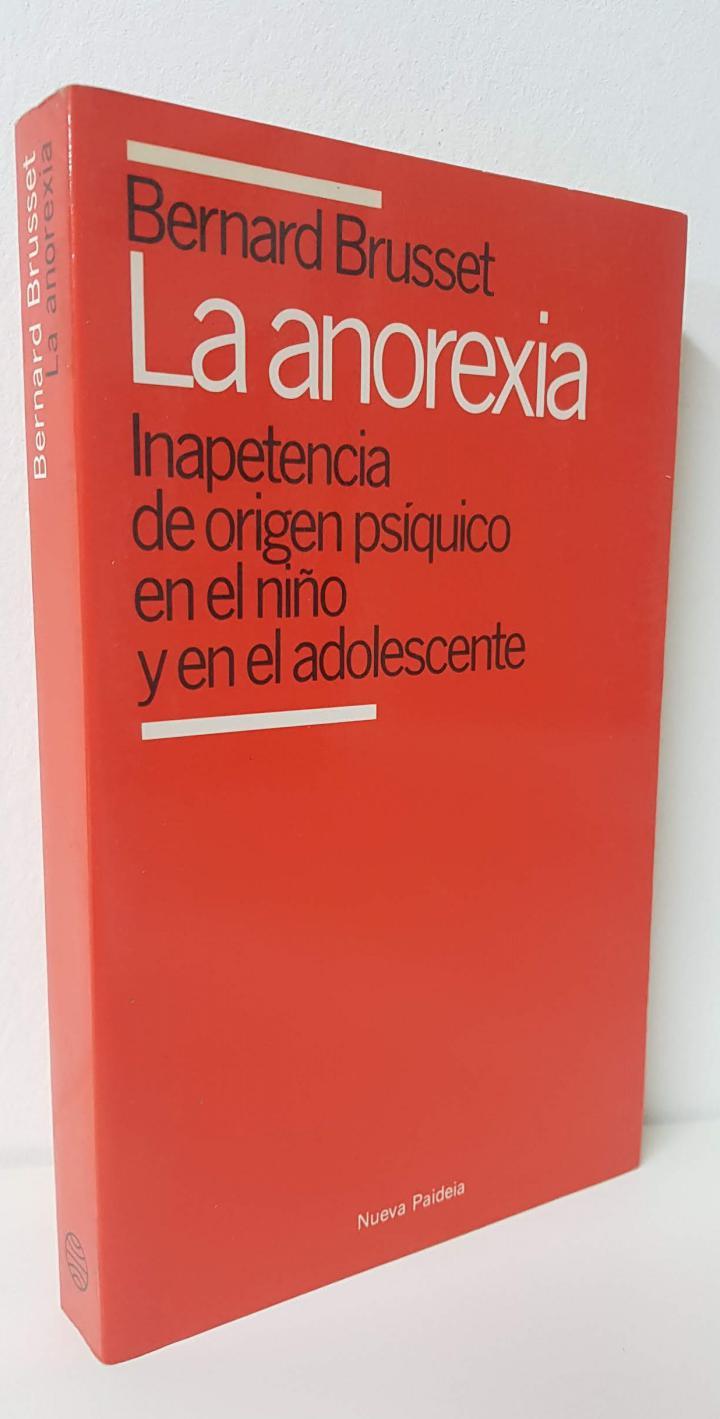 Bernard Brusset
La anorexia
Bernard Brusset
La anorexia
Inapetencia
de origen psíquico
en el niño
y en el adolescente
Nueva Paideia